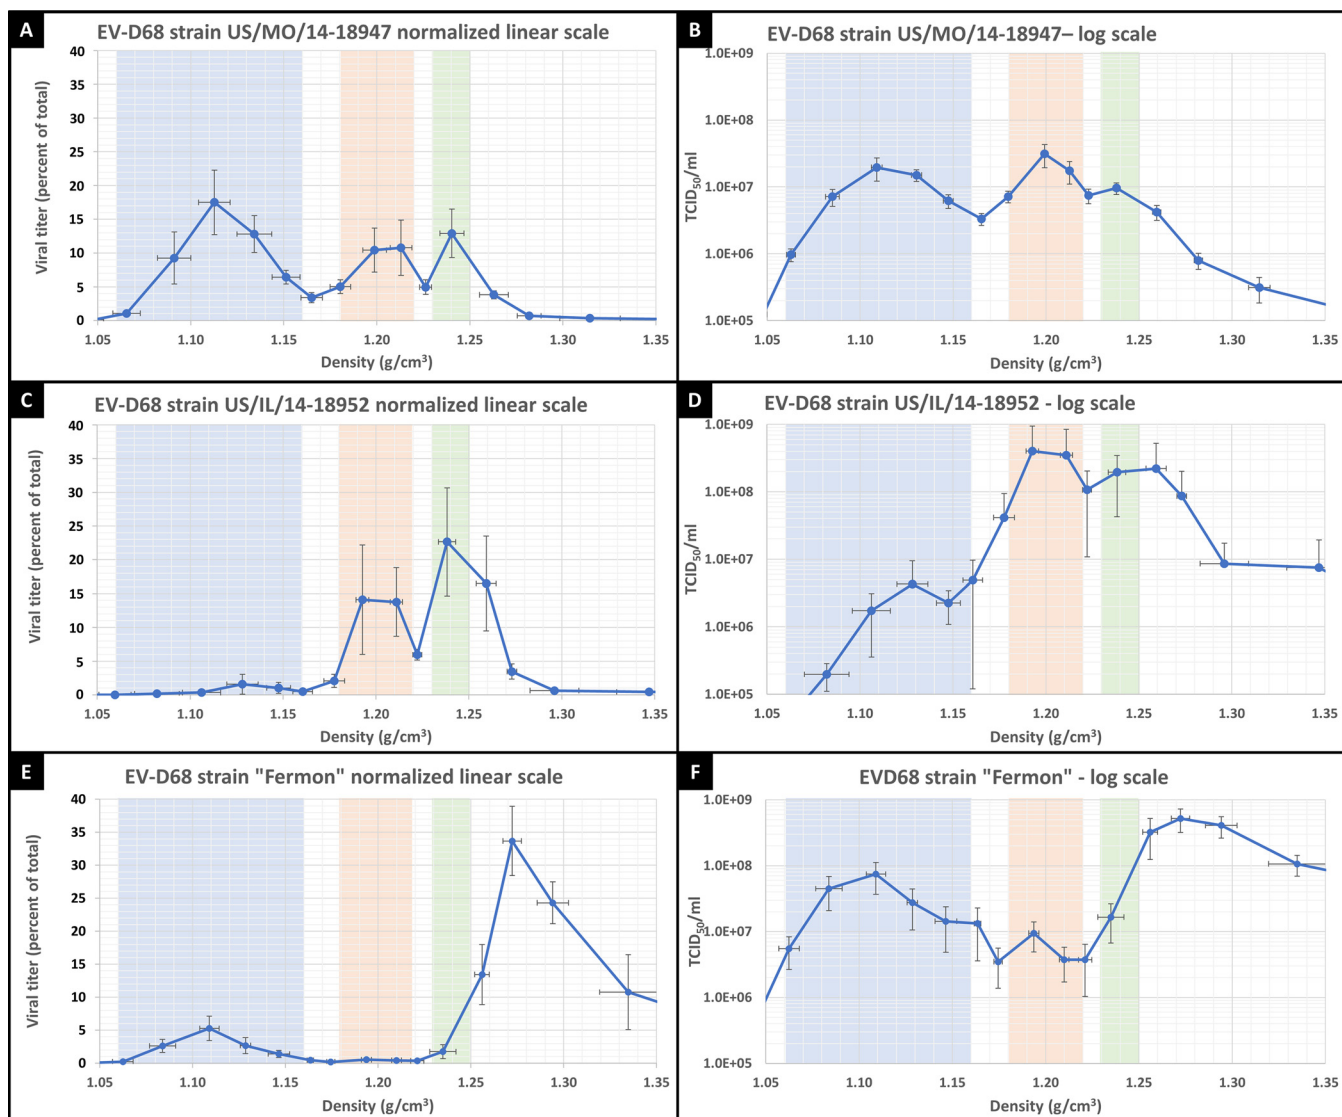 A
EV-D68 strain US/MO/14-18947 normalized linear scale
Viral titer (percent of total)
40
35
30
25
20
15
10
5
0
1.05 1.10 1.15 1.20 1.25 1.30 1.35
Density (g/cm³)
B
EV-D68 strain US/MO/14-18947– log scale
TCID₅₀/ml
1.0E+09
1.0E+08
1.0E+07
1.0E+06
1.0E+05
1.05 1.10 1.15 1.20 1.25 1.30 1.35
Density (g/cm³)
C
EV-D68 strain US/IL/14-18952 normalized linear scale
Viral titer (percent of total)
40
35
30
25
20
15
10
5
0
1.05 1.10 1.15 1.20 1.25 1.30 1.35
Density (g/cm³)
D
EV-D68 strain US/IL/14-18952 - log scale
TCID₅₀/ml
1.0E+09
1.0E+08
1.0E+07
1.0E+06
1.0E+05
1.05 1.10 1.15 1.20 1.25 1.30 1.35
Density (g/cm³)
E
EV-D68 strain "Fermon" normalized linear scale
Viral titer (percent of total)
40
35
30
25
20
15
10
5
0
1.05 1.10 1.15 1.20 1.25 1.30 1.35
Density (g/cm³)
F
EVD68 strain "Fermon" - log scale
TCID₅₀/ml
1.0E+09
1.0E+08
1.0E+07
1.0E+06
1.0E+05
1.05 1.10 1.15 1.20 1.25 1.30 1.35
Density (g/cm³)